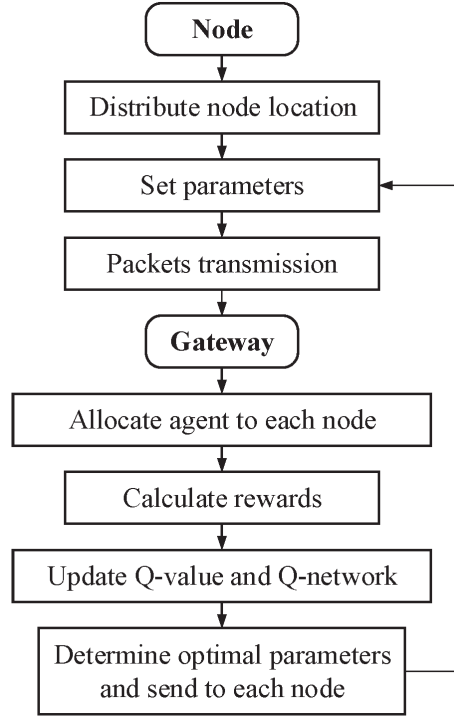 Node
Distribute node location
Set parameters
Packets transmission
Gateway
Allocate agent to each node
Calculate rewards
Update Q-value and Q-network
Determine optimal parameters
and send to each node